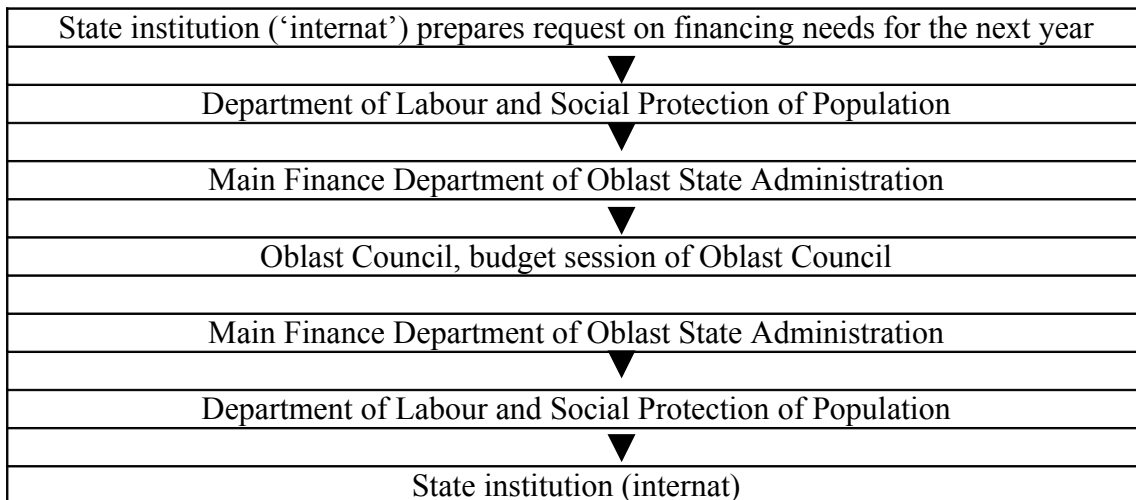 State institution (‘internat’) prepares request on financing needs for the next year
Department of Labour and Social Protection of Population
Main Finance Department of Oblast State Administration
Oblast Council, budget session of Oblast Council
Main Finance Department of Oblast State Administration
Department of Labour and Social Protection of Population
State institution (internat)